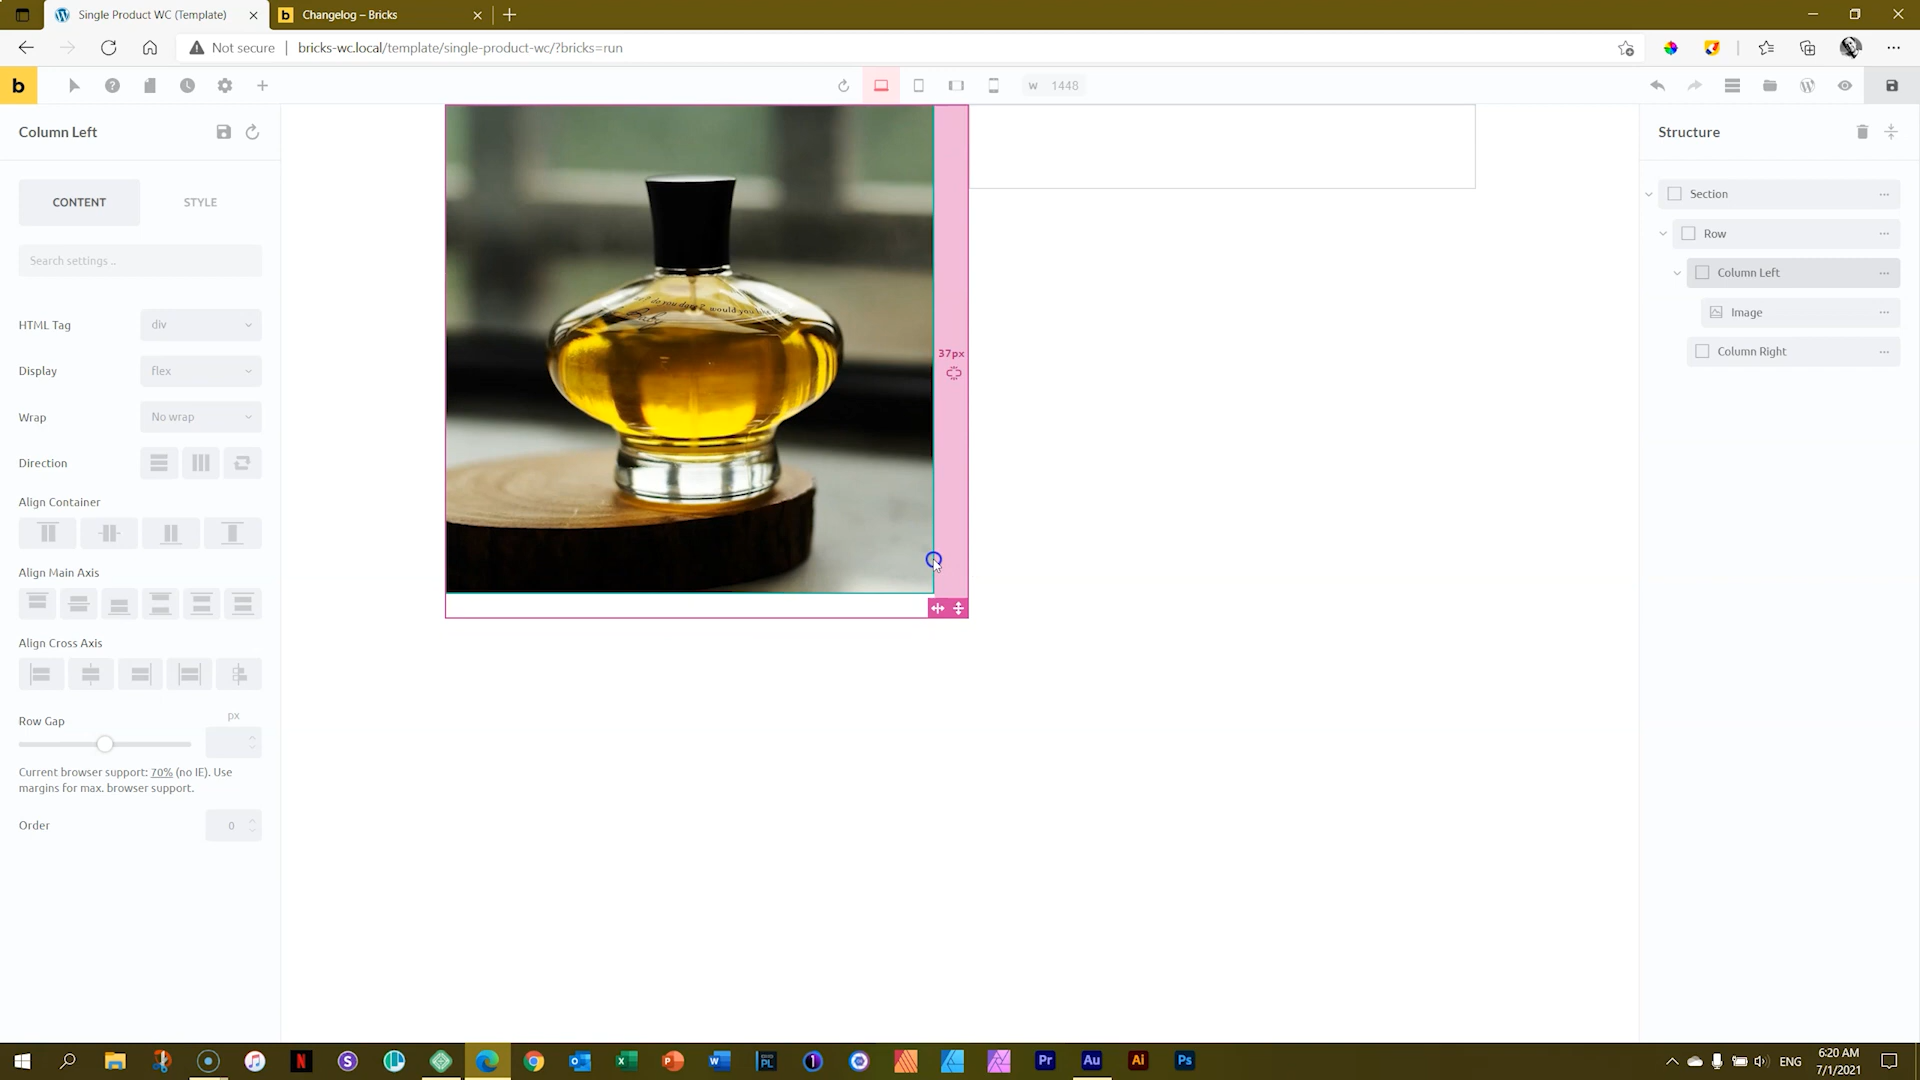 Single Product WC (Template)
Changelog – Bricks
Not secure
bricks-wc.local/template/single-product-wc/?bricks=run
b
W 1448
Column Left
CONTENT
STYLE
Search settings ..
HTML Tag
div
Display
flex
Wrap
No wrap
Direction
Align Container
Align Main Axis
Align Cross Axis
Row Gap
px
Current browser support: 70% (no IE). Use
margins for max. browser support.
Order
0
37px
Structure
Section
Row
Column Left
Image
Column Right
ENG
6:20 AM
7/1/2021